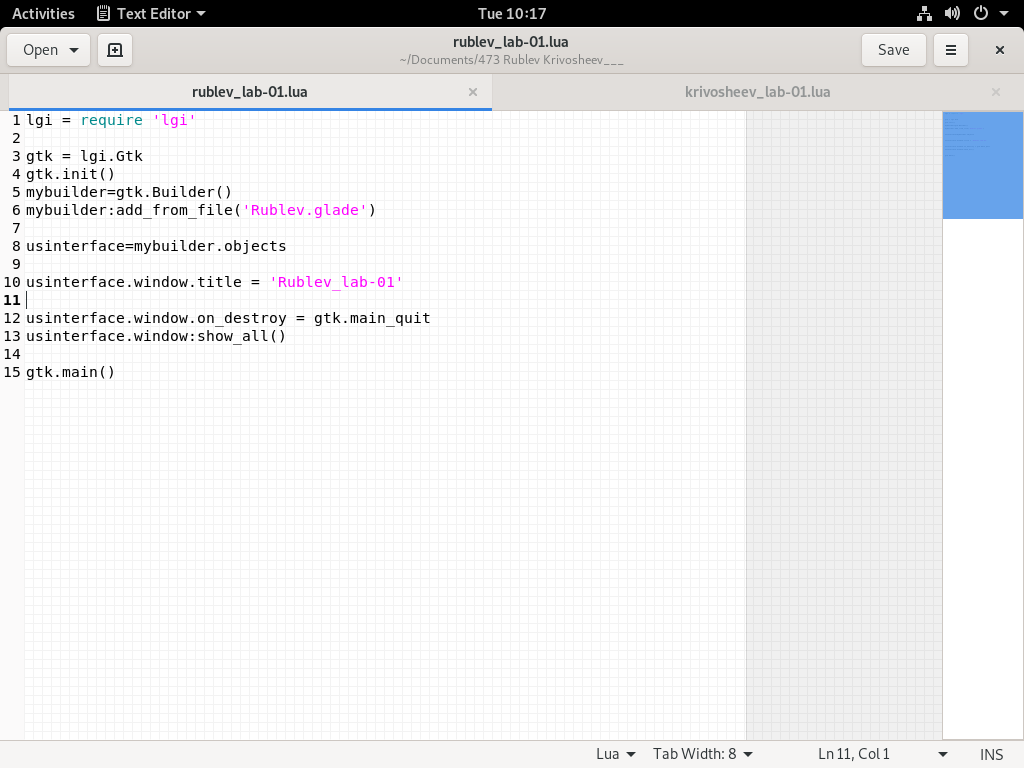 Activities Text Editor Tue 10:17
Open rublev_lab-01.lua Save
~/Documents/473 Rublev Krivosheev___
rublev_lab-01.lua krivosheev_lab-01.lua
1 lgi = require 'lgi'
2
3 gtk = lgi.Gtk
4 gtk.init()
5 mybuilder=gtk.Builder()
6 mybuilder:add_from_file('Rublev.glade')
7
8 usinterface=mybuilder.objects
9
10 usinterface.window.title = 'Rublev_lab-01'
11
12 usinterface.window.on_destroy = gtk.main_quit
13 usinterface.window:show_all()
14
15 gtk.main()
Lua Tab Width: 8 Ln 11, Col 1 INS